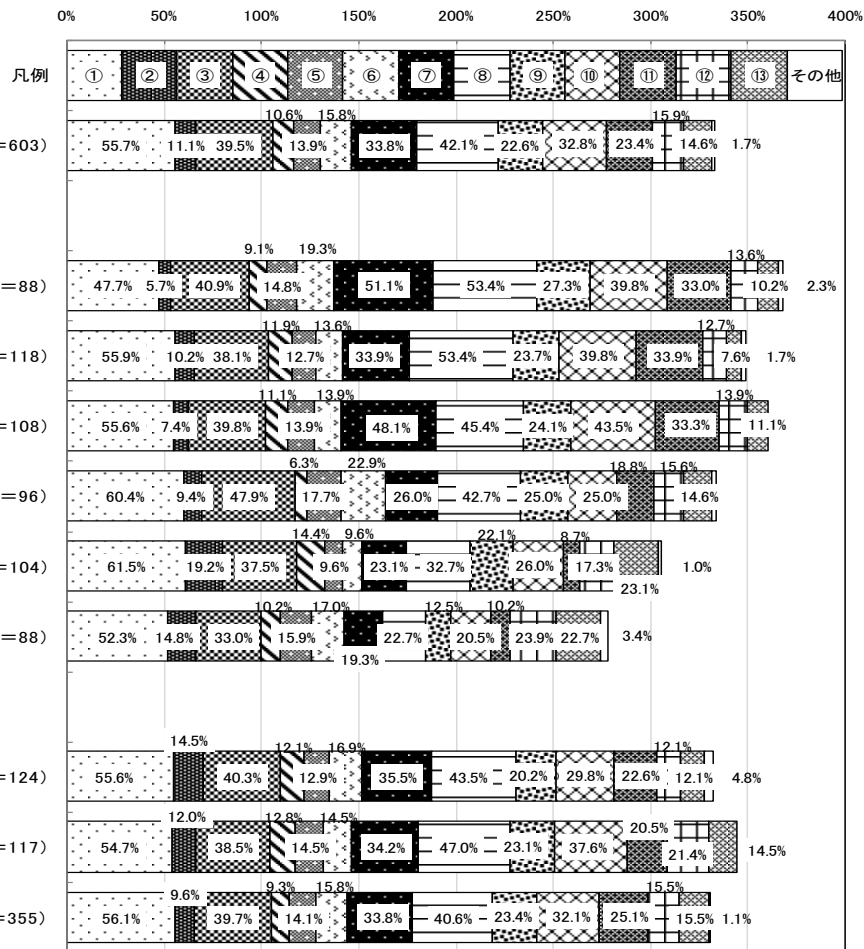 0% 50% 100% 150% 200% 250% 300% 350% 400%
凡例 ① ② ③ ④ ⑤ ⑥ ⑦ ⑧ ⑨ ⑩ ⑪ ⑫ ⑬ その他
10.6% 15.8% 15.9%
=603) 55.7% 11.1% 39.5% 13.9% 33.8% 42.1% 22.6% 32.8% 23.4% 14.6% 1.7%
9.1% 19.3% 13.6%
=88) 47.7% 5.7% 40.9% 14.8% 51.1% 53.4% 27.3% 39.8% 33.0% 10.2% 2.3%
11.9% 13.6% 12.7%
=118) 55.9% 10.2% 38.1% 12.7% 33.9% 53.4% 23.7% 39.8% 33.9% 7.6% 1.7%
11.1% 13.9% 13.9%
=108) 55.6% 7.4% 39.8% 13.9% 48.1% 45.4% 24.1% 43.5% 33.3% 11.1%
6.3% 22.9% 18.8% 15.6%
=96) 60.4% 9.4% 47.9% 17.7% 26.0% 42.7% 25.0% 25.0% 14.6%
14.4% 9.6% 22.1% 8.7%
=104) 61.5% 19.2% 37.5% 9.6% 23.1% 32.7% 26.0% 17.3% 1.0%
23.1%
10.2% 17.0% 12.5% 10.2%
=88) 52.3% 14.8% 33.0% 15.9% 22.7% 20.5% 23.9% 22.7% 3.4%
19.3%
14.5% 12.1% 16.9% 12.1%
=124) 55.6% 40.3% 12.9% 35.5% 43.5% 20.2% 29.8% 22.6% 12.1% 4.8%
12.0% 12.8% 14.5% 20.5%
=117) 54.7% 38.5% 14.5% 34.2% 47.0% 23.1% 37.6% 21.4% 14.5%
9.6% 9.3% 15.8% 15.5%
=355) 56.1% 39.7% 14.1% 33.8% 40.6% 23.4% 32.1% 25.1% 15.5% 1.1%